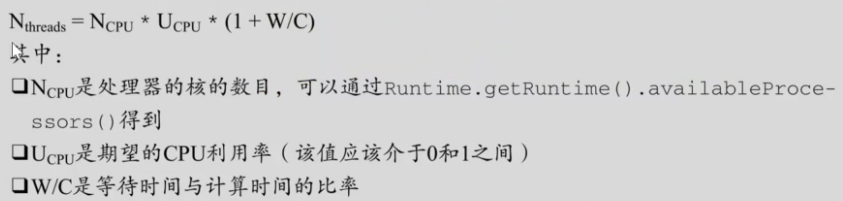 Nthreads = NCPU * UCPU * (1 + W/C)
其中：
❑NCPU是处理器的核的数目，可以通过Runtime.getRuntime().availableProce-
ssors()得到
❑UCPU是期望的CPU利用率（该值应该介于0和1之间）
❑W/C是等待时间与计算时间的比率